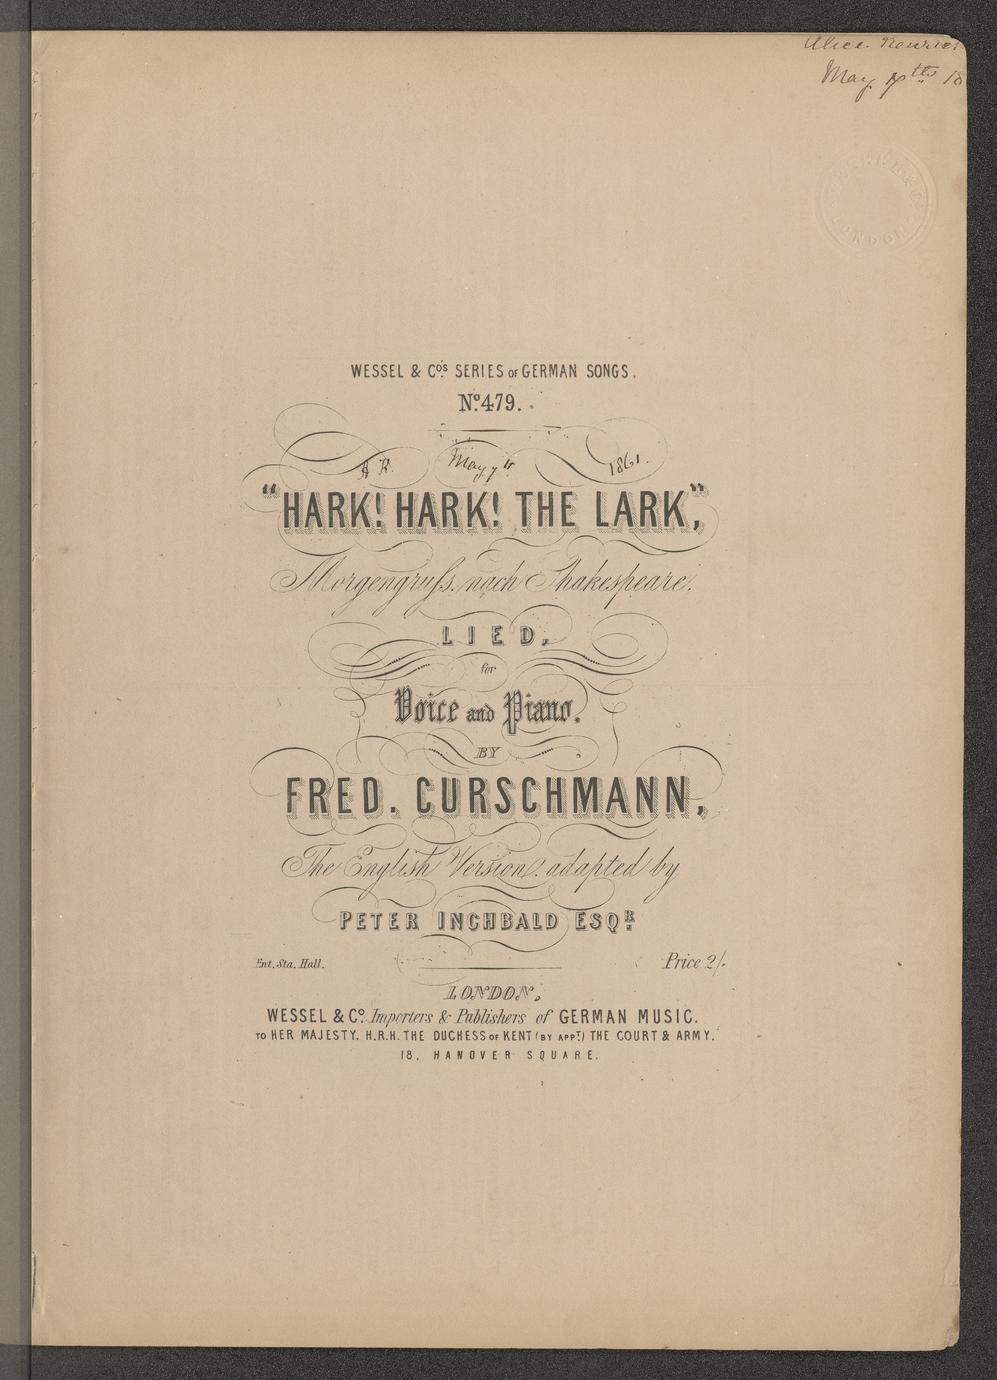 Alice.
May 7th 18
LONDON
WESSEL & Co's SERIES OF GERMAN SONGS.
No. 479.
A H. May 7th 1861.
"HARK! HARK! THE LARK,"
Morgengruß, nach Shakespeare.
LIED,
for
Voice and Piano.
BY
FRED. CURSCHMANN,
The English Version, adapted by
PETER INCHBALD ESQR.
Ent. Sta. Hall. Price 2/-
LONDON,
WESSEL & Co. Importers & Publishers of GERMAN MUSIC.
TO HER MAJESTY. H.R.H. THE DUCHESS OF KENT (BY APPT.) THE COURT & ARMY.
18, HANOVER SQUARE.